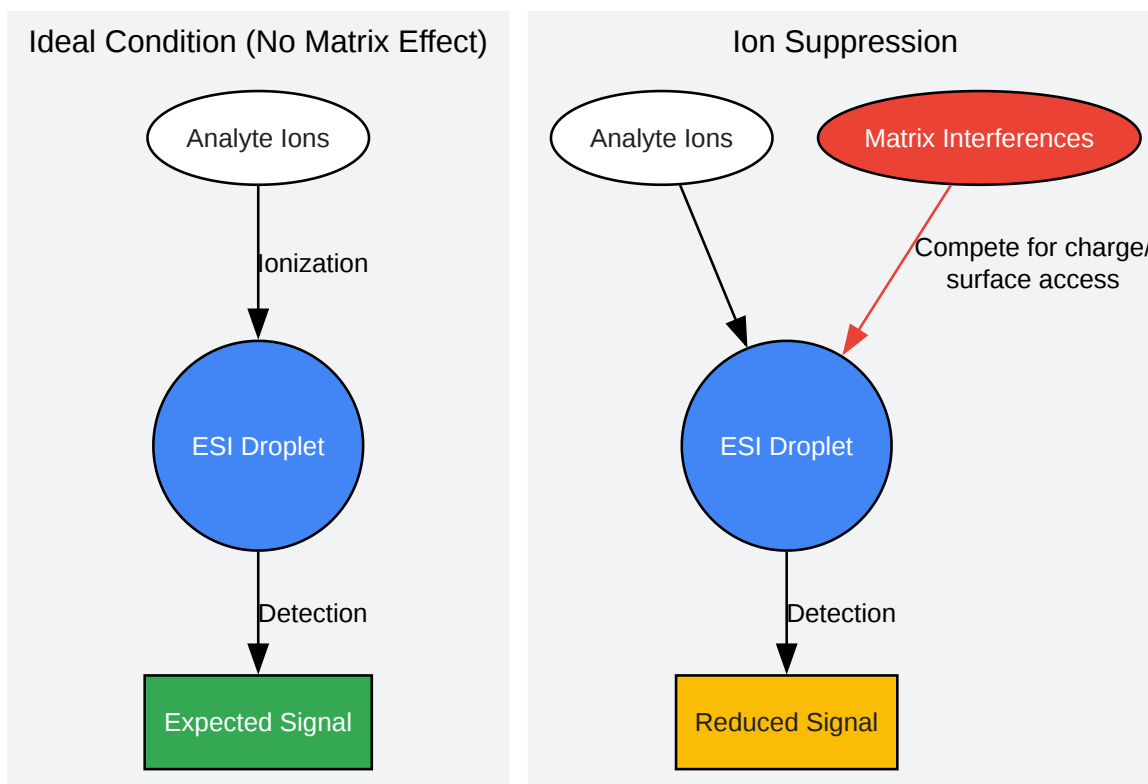 Ideal Condition (No Matrix Effect)
Analyte Ions
Ionization
ESI Droplet
Detection
Expected Signal
Ion Suppression
Analyte Ions
Matrix Interferences
Compete for charge/
surface access
ESI Droplet
Detection
Reduced Signal